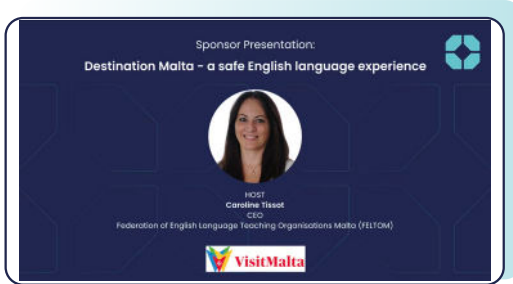 Sponsor Presentation:
Destination Malta - a safe English language experience
HOST
Caroline Tissot
CEO
Federation of English Language Teaching Organisations Malta (FELTOM)
VisitMalta